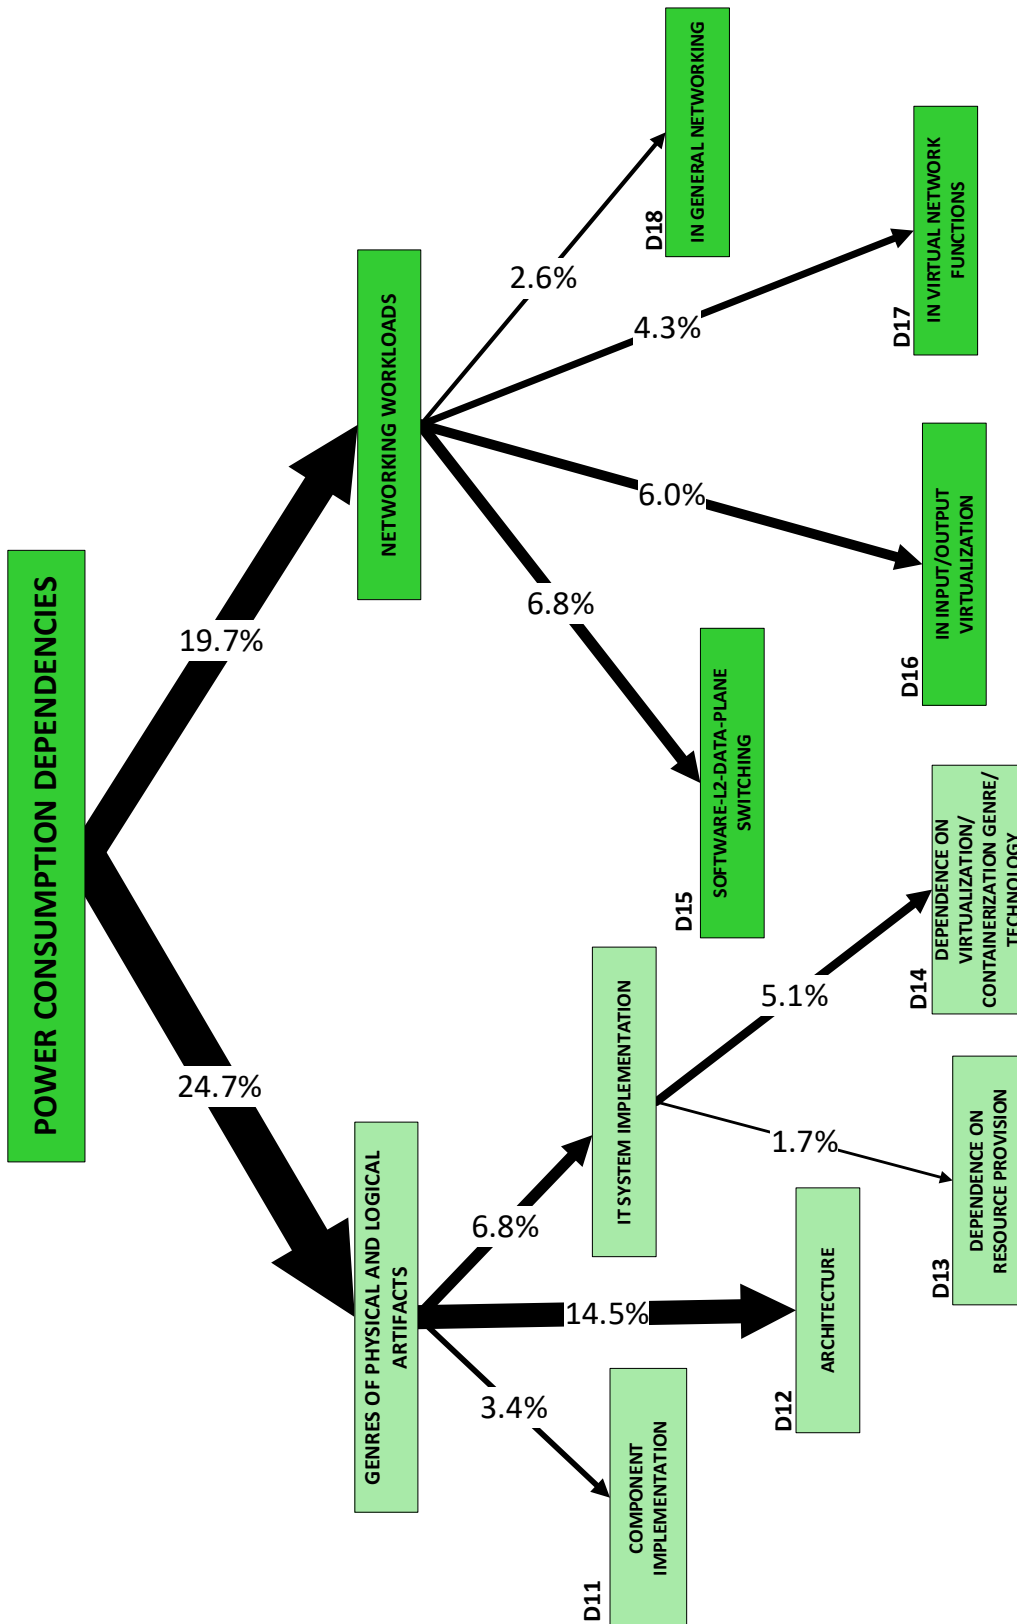 POWER CONSUMPTION DEPENDENCIES
24.7%
19.7%
GENRES OF PHYSICAL AND LOGICAL
ARTIFACTS
NETWORKING WORKLOADS
3.4%
14.5%
6.8%
6.8%
6.0%
4.3%
2.6%
D11
COMPONENT
IMPLEMENTATION
D12
ARCHITECTURE
IT SYSTEM IMPLEMENTATION
1.7%
5.1%
D13
DEPENDENCE ON
RESOURCE PROVISION
D14
DEPENDENCE ON
VIRTUALIZATION/
CONTAINERIZATION GENRE/
TECHNOLOGY
D15
SOFTWARE-L2-DATA-PLANE
SWITCHING
D16
IN INPUT/OUTPUT
VIRTUALIZATION
D17
IN VIRTUAL NETWORK
FUNCTIONS
D18
IN GENERAL NETWORKING